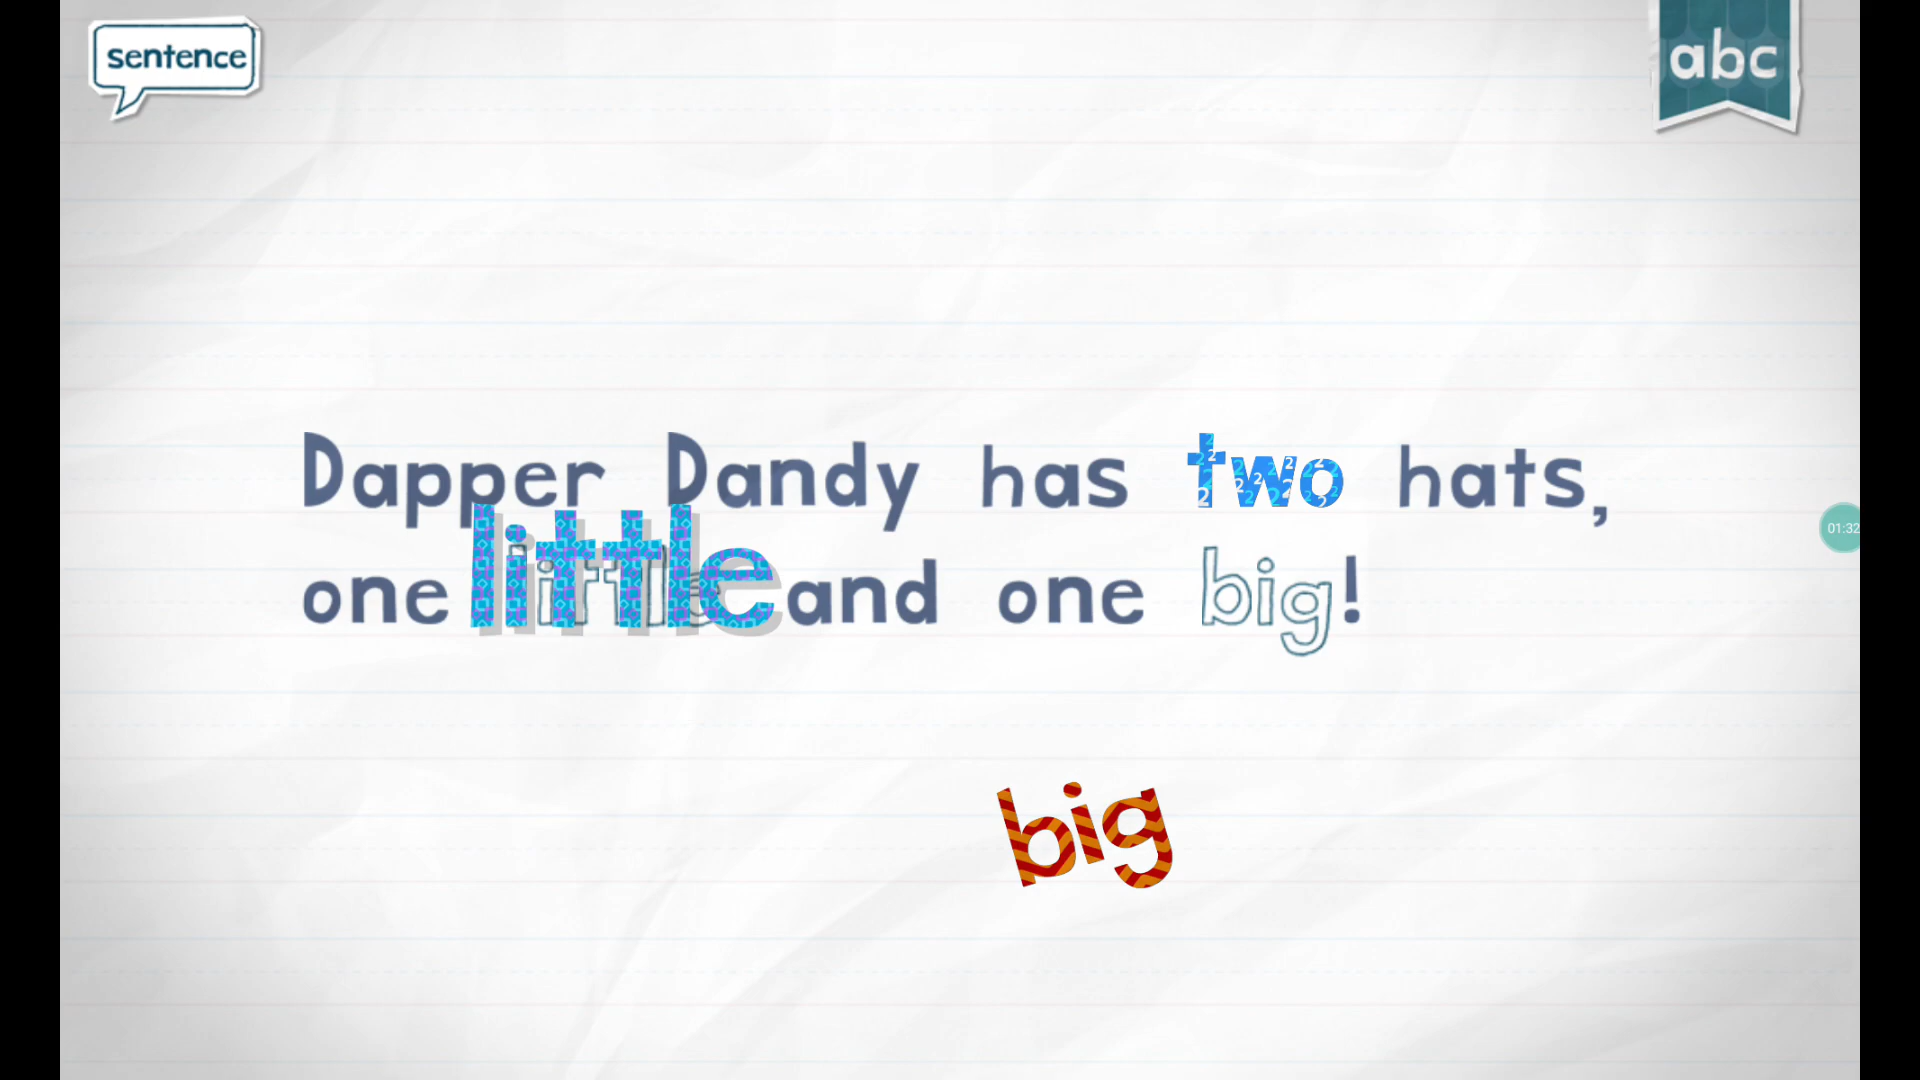 sentence
abc
Dapper Dandy has two hats,
one little and one big!
big
01:32